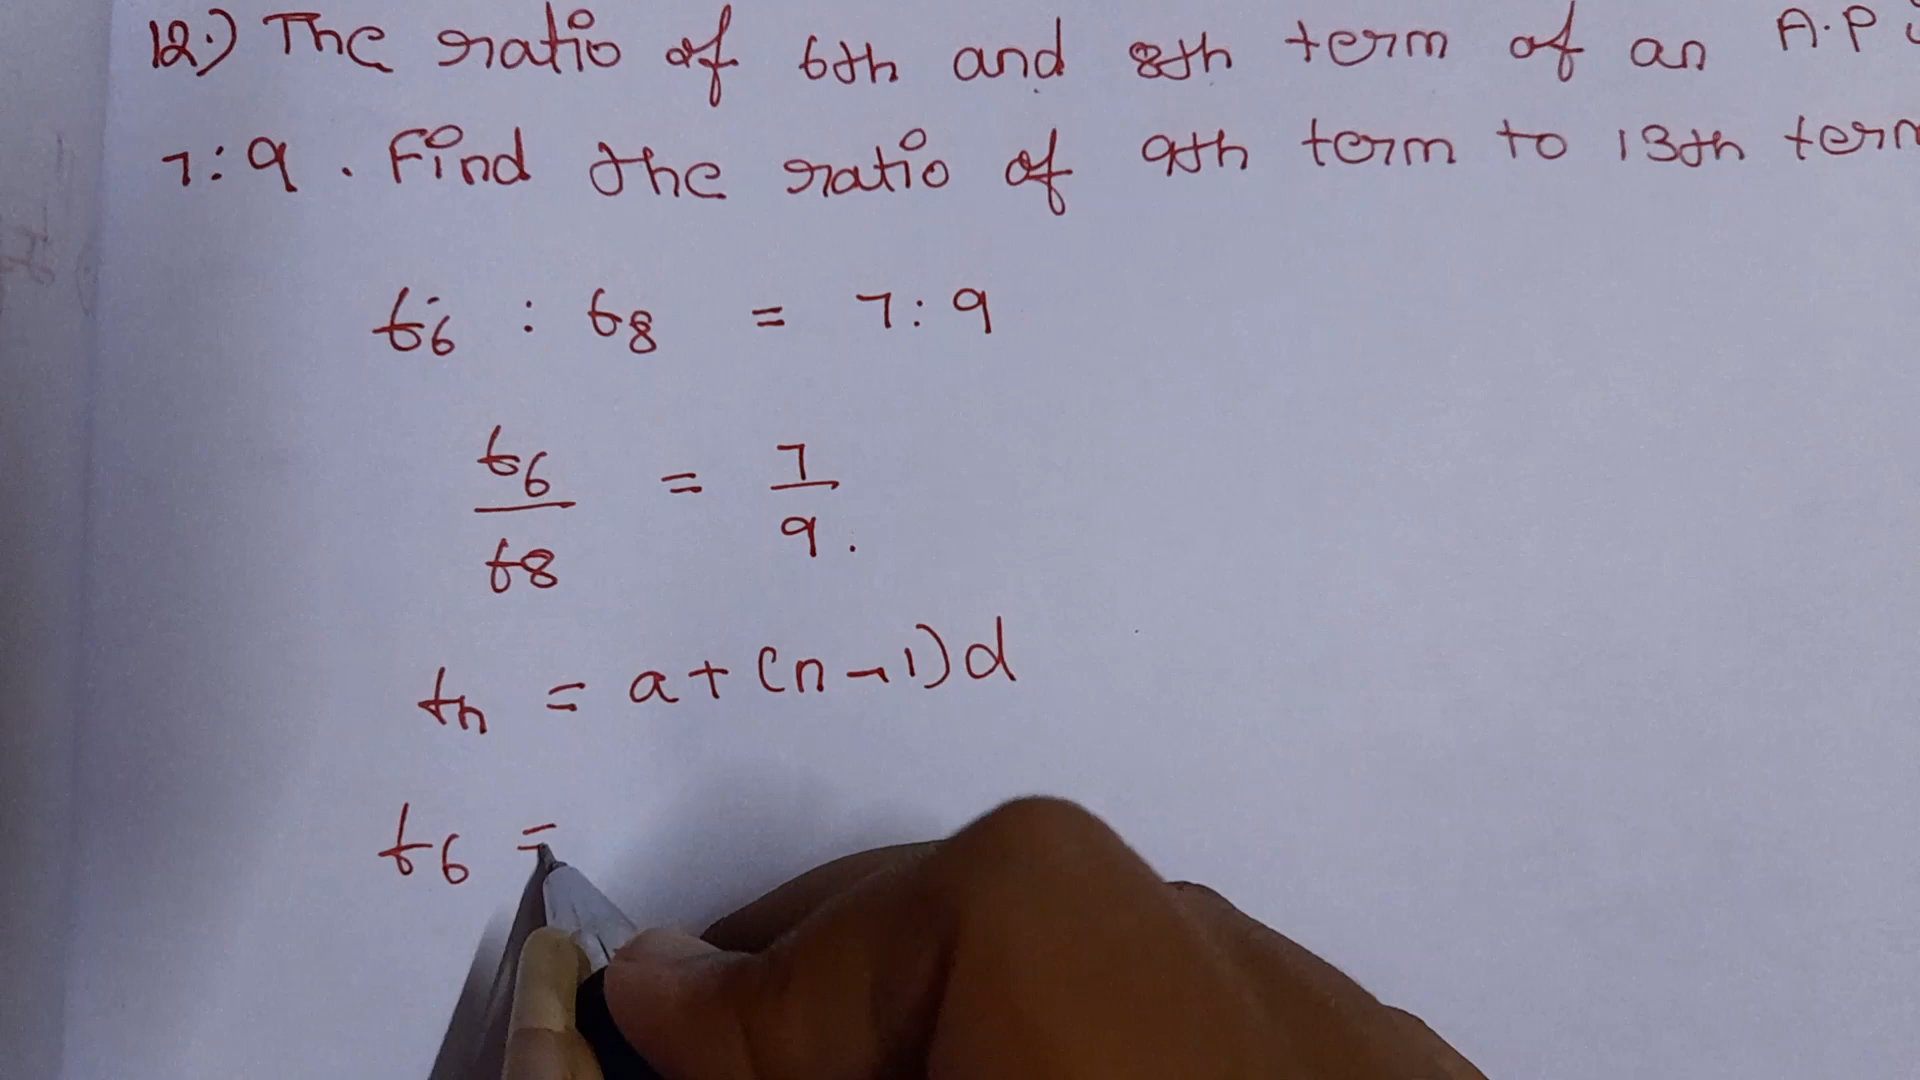 12.) The ratio of 6th and 8th term of an A.P
7:9. Find the ratio of 9th term to 13th term
t6 : t8 = 7:9
t6 / t8 = 7 / 9.
tn = a+(n-1)d
t6 =